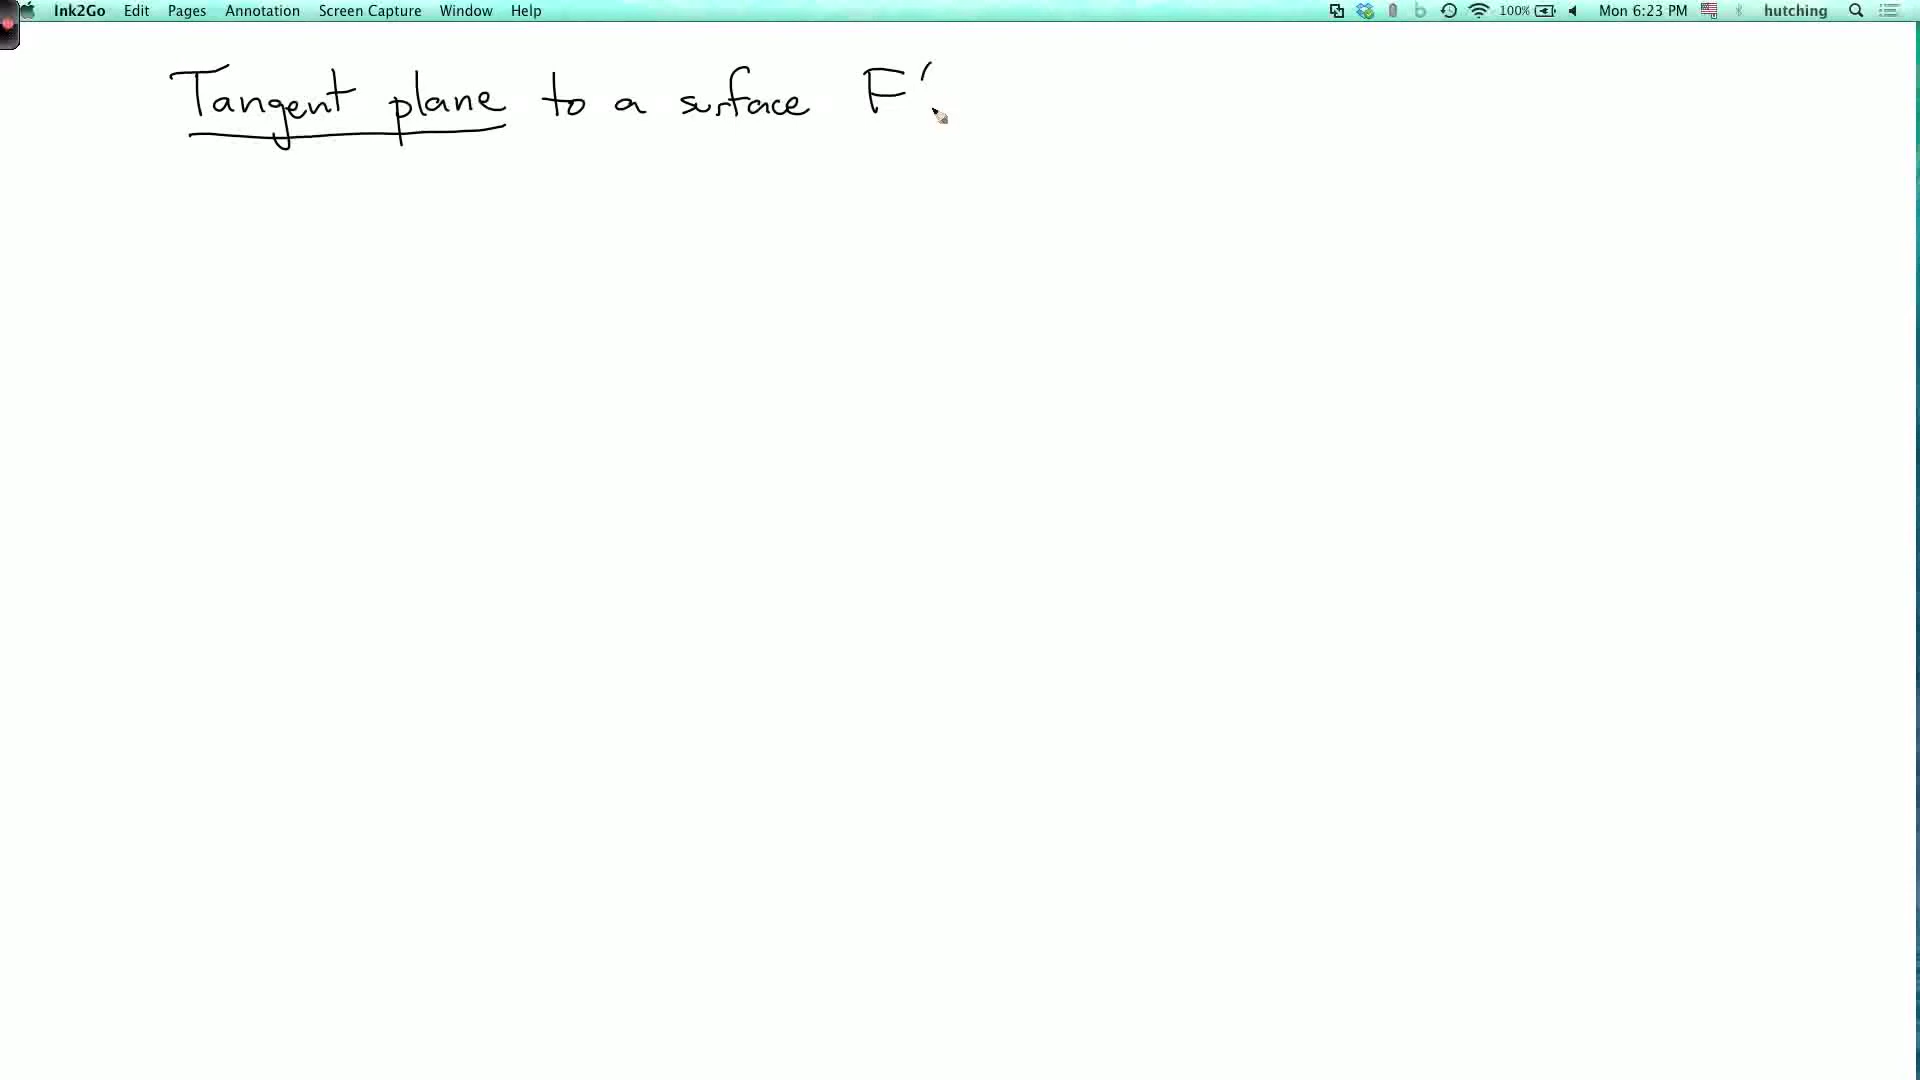 Ink2Go Edit Pages Annotation Screen Capture Window Help 100% Mon 6:23 PM hutching
Tangent plane to a surface F